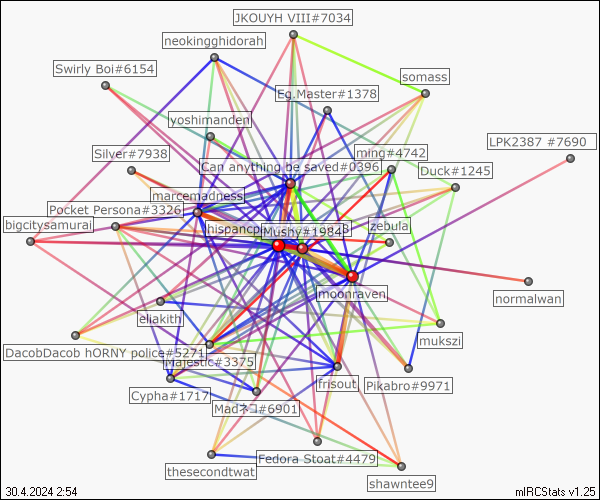 JKOUYH VIII#7034
neokingghidorah
Swirly Boi#6154
somass
Eg.Master#1378
yoshimanden
LPK2387 #7690
ming#4742
Silver#7938
Can anything be saved#0396
Duck#1245
marcemadness
Pocket Persona#3326
bigcitysamurai
zebula
Mushy#1984
moonraven
normalwan
eliakith
mukszi
DacobDacob hORNY police#5271
Majestic#3375
frisout
Pikabro#9971
Cypha#1717
Madネコ#6901
Fedora Stoat#4479
thesecondtwat
shawntee9
30.4.2024 2:54
mIRCStats v1.25